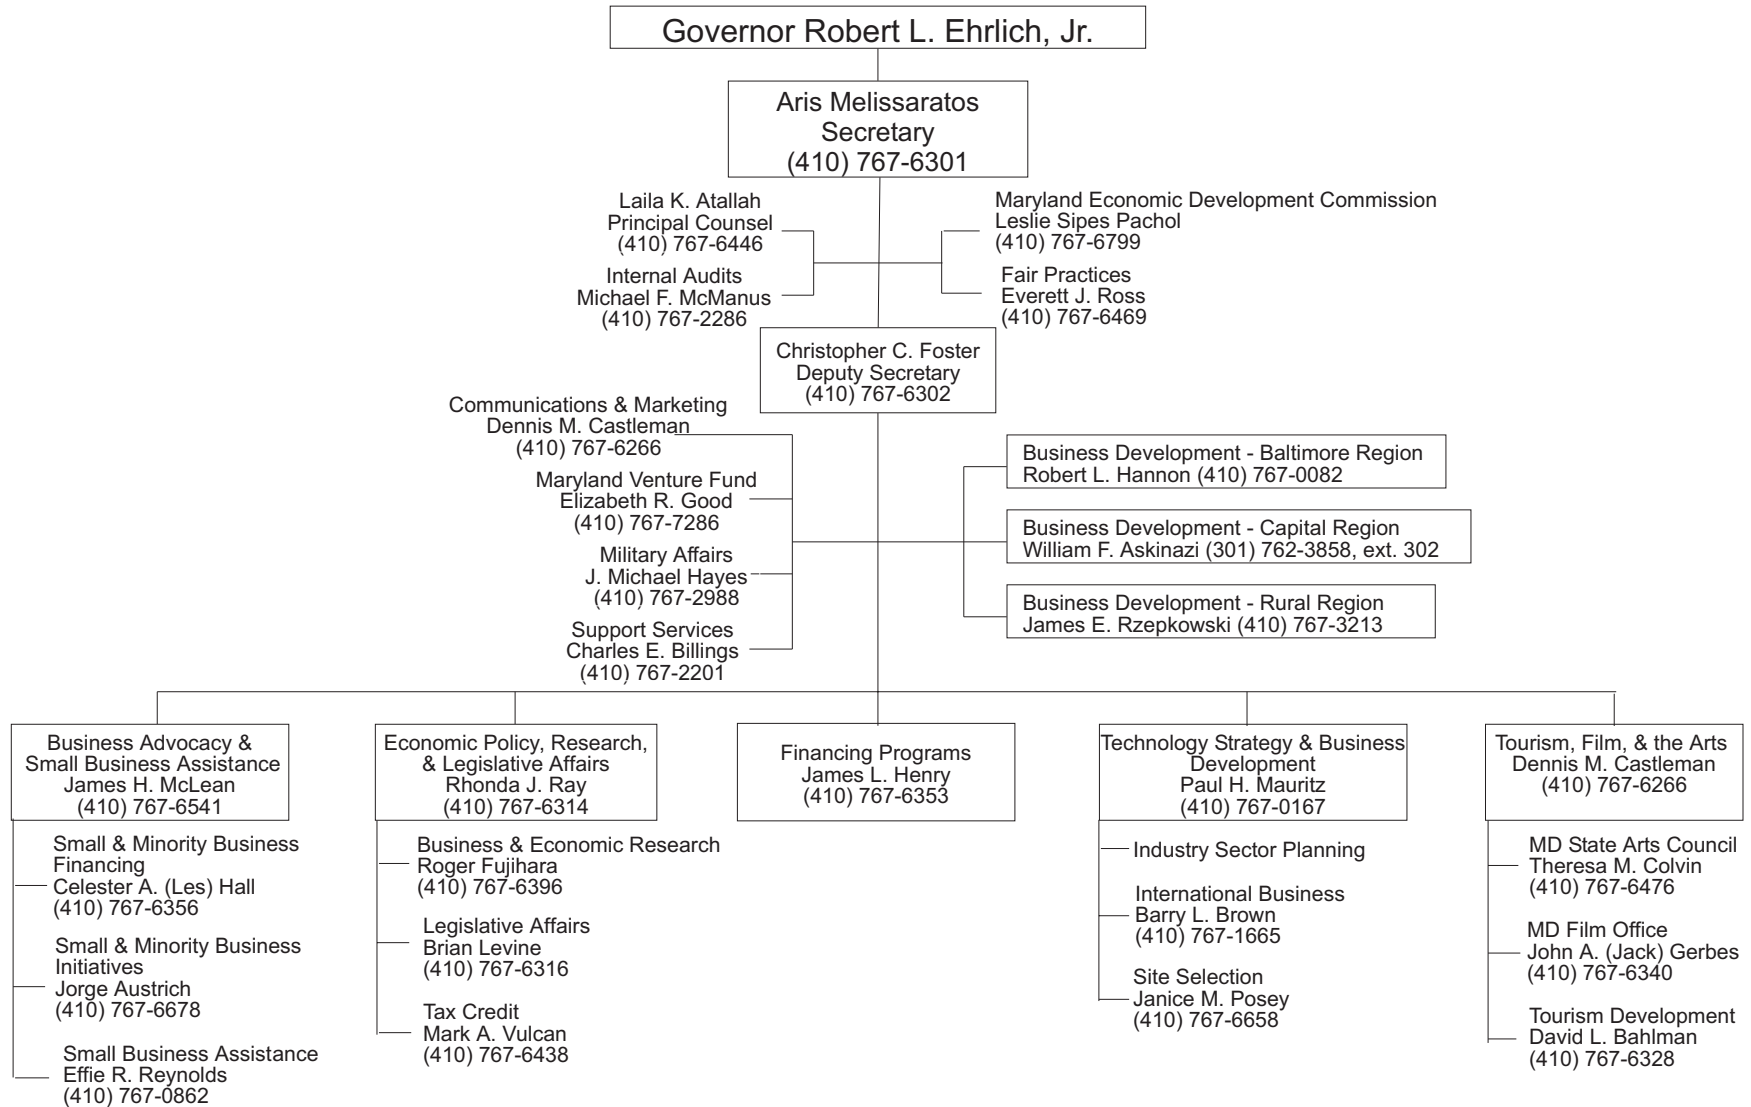 Governor Robert L. Ehrlich, Jr.
Aris Melissaratos
Secretary
(410) 767-6301
Laila K. Atallah
Principal Counsel
(410) 767-6446
Internal Audits
Michael F. McManus
(410) 767-2286
Maryland Economic Development Commission
Leslie Sipes Pachol
(410) 767-6799
Fair Practices
Everett J. Ross
(410) 767-6469
Christopher C. Foster
Deputy Secretary
(410) 767-6302
Communications & Marketing
Dennis M. Castleman
(410) 767-6266
Maryland Venture Fund
Elizabeth R. Good
(410) 767-7286
Military Affairs
J. Michael Hayes
(410) 767-2988
Support Services
Charles E. Billings
(410) 767-2201
Business Development - Baltimore Region
Robert L. Hannon (410) 767-0082
Business Development - Capital Region
William F. Askinazi (301) 762-3858, ext. 302
Business Development - Rural Region
James E. Rzepkowski (410) 767-3213
Business Advocacy &
Small Business Assistance
James H. McLean
(410) 767-6541
Small & Minority Business
Financing
Celester A. (Les) Hall
(410) 767-6356
Small & Minority Business
Initiatives
Jorge Austrich
(410) 767-6678
Small Business Assistance
Effie R. Reynolds
(410) 767-0862
Economic Policy, Research,
& Legislative Affairs
Rhonda J. Ray
(410) 767-6314
Business & Economic Research
Roger Fujihara
(410) 767-6396
Legislative Affairs
Brian Levine
(410) 767-6316
Tax Credit
Mark A. Vulcan
(410) 767-6438
Financing Programs
James L. Henry
(410) 767-6353
Technology Strategy & Business
Development
Paul H. Mauritz
(410) 767-0167
Industry Sector Planning
International Business
Barry L. Brown
(410) 767-1665
Site Selection
Janice M. Posey
(410) 767-6658
Tourism, Film, & the Arts
Dennis M. Castleman
(410) 767-6266
MD State Arts Council
Theresa M. Colvin
(410) 767-6476
MD Film Office
John A. (Jack) Gerbes
(410) 767-6340
Tourism Development
David L. Bahlman
(410) 767-6328